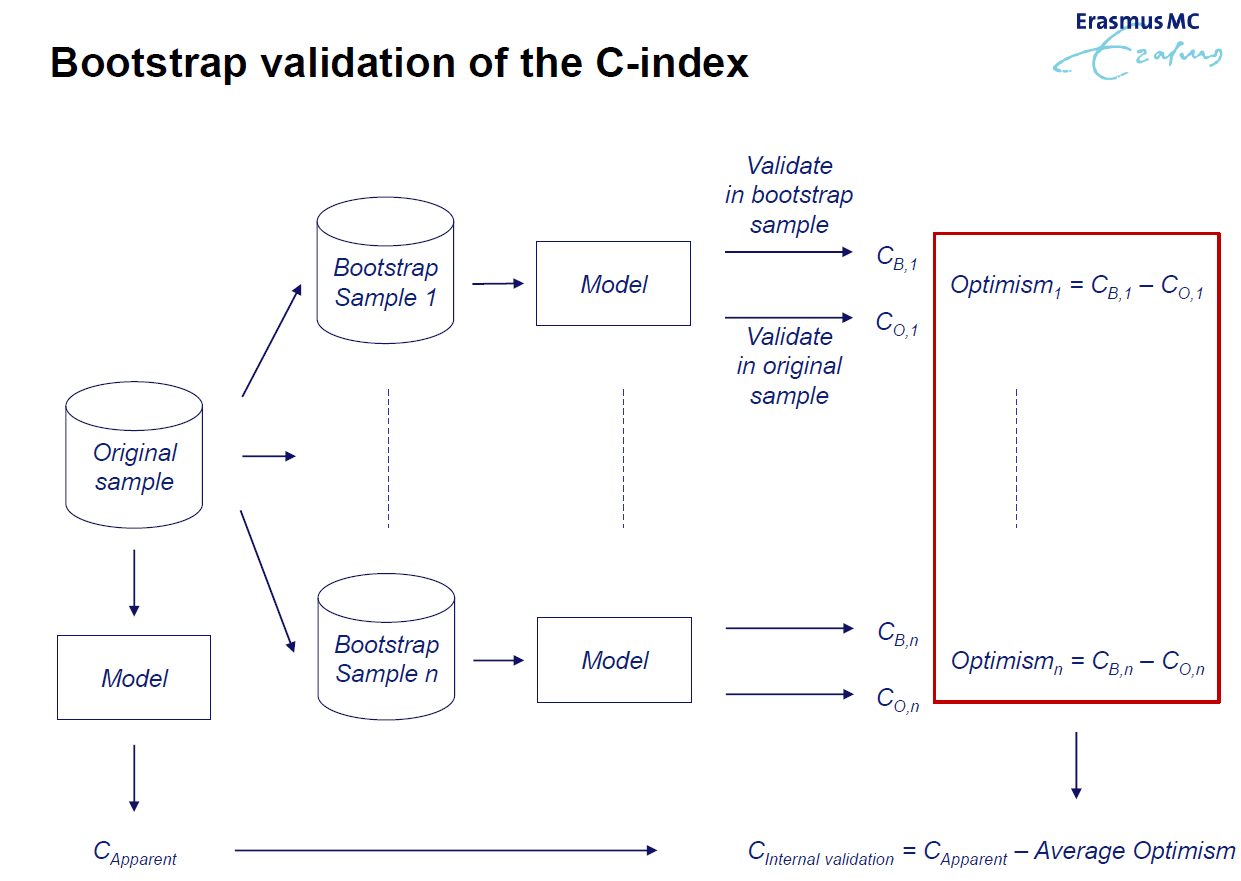 Erasmus MC
Erasmus
Bootstrap validation of the C-index
Validate
in bootstrap
sample
Bootstrap
Sample 1
Model
C_B,1
Optimism_1 = C_B,1 – C_O,1
C_O,1
Validate
in original
sample
Original
sample
Bootstrap
Sample n
Model
C_B,n
Optimism_n = C_B,n – C_O,n
C_O,n
Model
C_Apparent
C_Internal validation = C_Apparent – Average Optimism